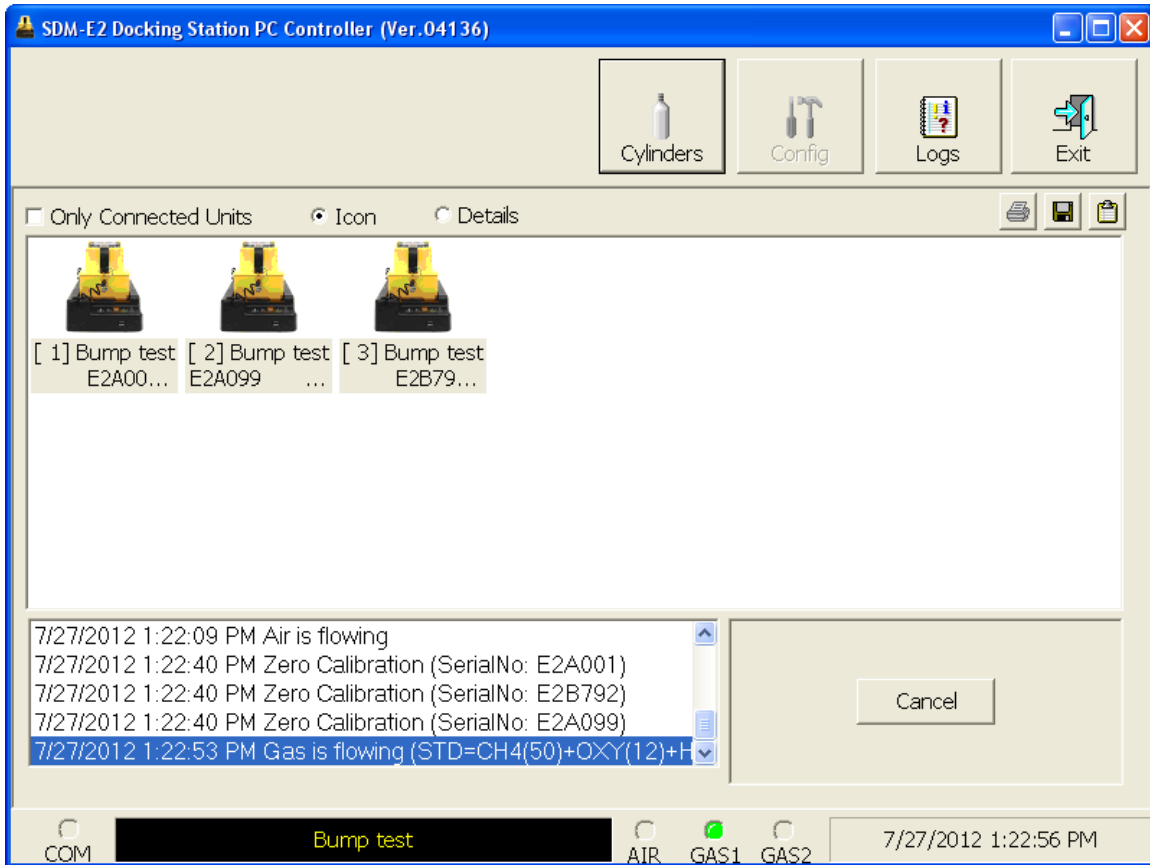 SDM-E2 Docking Station PC Controller (Ver.04136)
Cylinders
Config
Logs
Exit
Only Connected Units
Icon
Details
[ 1] Bump test
E2A00...
[ 2] Bump test
E2A099 ...
[ 3] Bump test
E2B79...
7/27/2012 1:22:09 PM Air is flowing
7/27/2012 1:22:40 PM Zero Calibration (SerialNo: E2A001)
7/27/2012 1:22:40 PM Zero Calibration (SerialNo: E2B792)
7/27/2012 1:22:40 PM Zero Calibration (SerialNo: E2A099)
7/27/2012 1:22:53 PM Gas is flowing (STD=CH4(50)+OXY(12)+H
Cancel
COM
Bump test
AIR
GAS1
GAS2
7/27/2012 1:22:56 PM